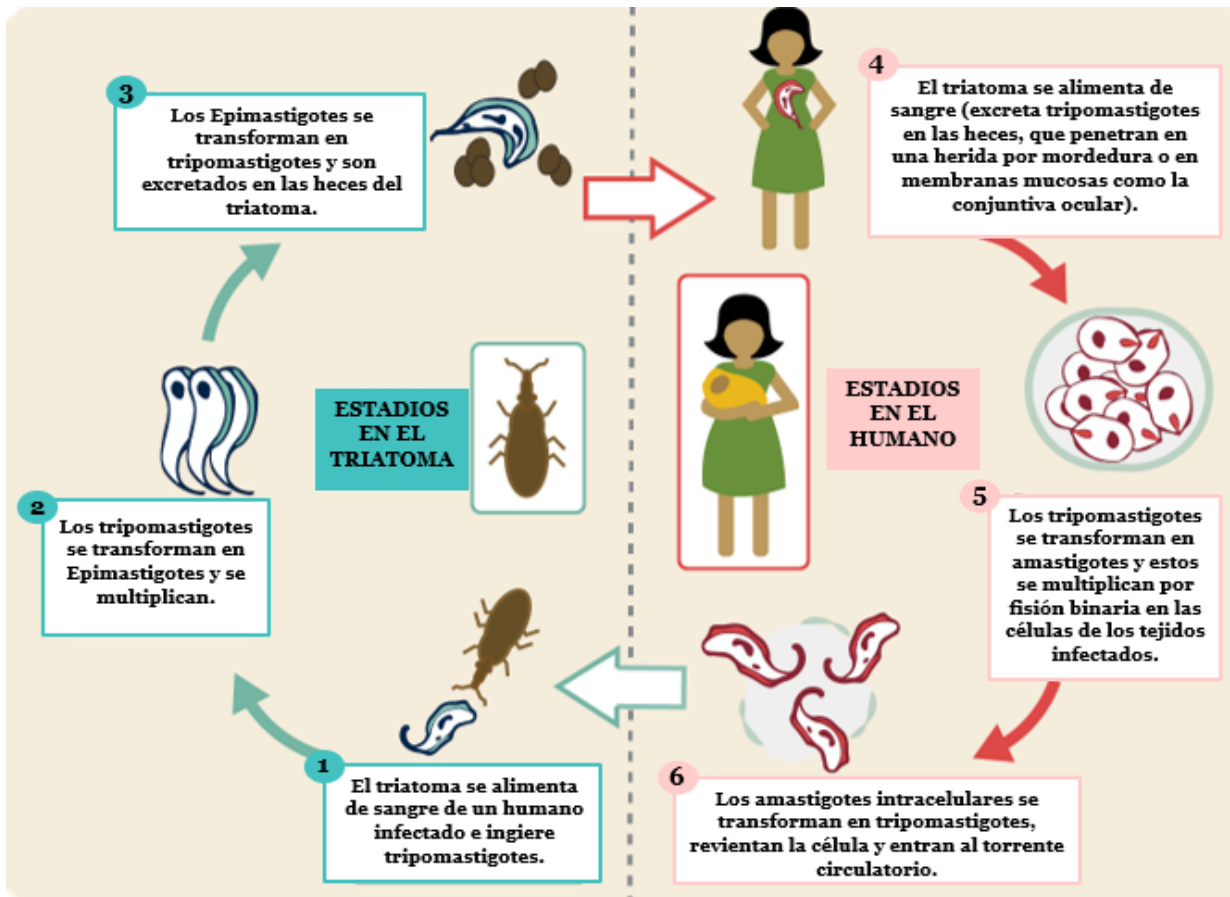 3
Los Epimastigotes se
transforman en
tripomastigotes y son
excretados en las heces del
triatoma.
4
El triatoma se alimenta de
sangre (excreta tripomastigotes
en las heces, que penetran en
una herida por mordedura o en
membranas mucosas como la
conjuntiva ocular).
ESTADIOS
EN EL
TRIATOMA
ESTADIOS
EN EL
HUMANO
2
Los tripomastigotes
se transforman en
Epimastigotes y se
multiplican.
5
Los tripomastigotes
se transforman en
amastigotes y estos
se multiplican por
fisión binaria en las
células de los tejidos
infectados.
1
El triatoma se alimenta
de sangre de un humano
infectado e ingiere
tripomastigotes.
6
Los amastigotes intracelulares se
transforman en tripomastigotes,
revientan la célula y entran al torrente
circulatorio.